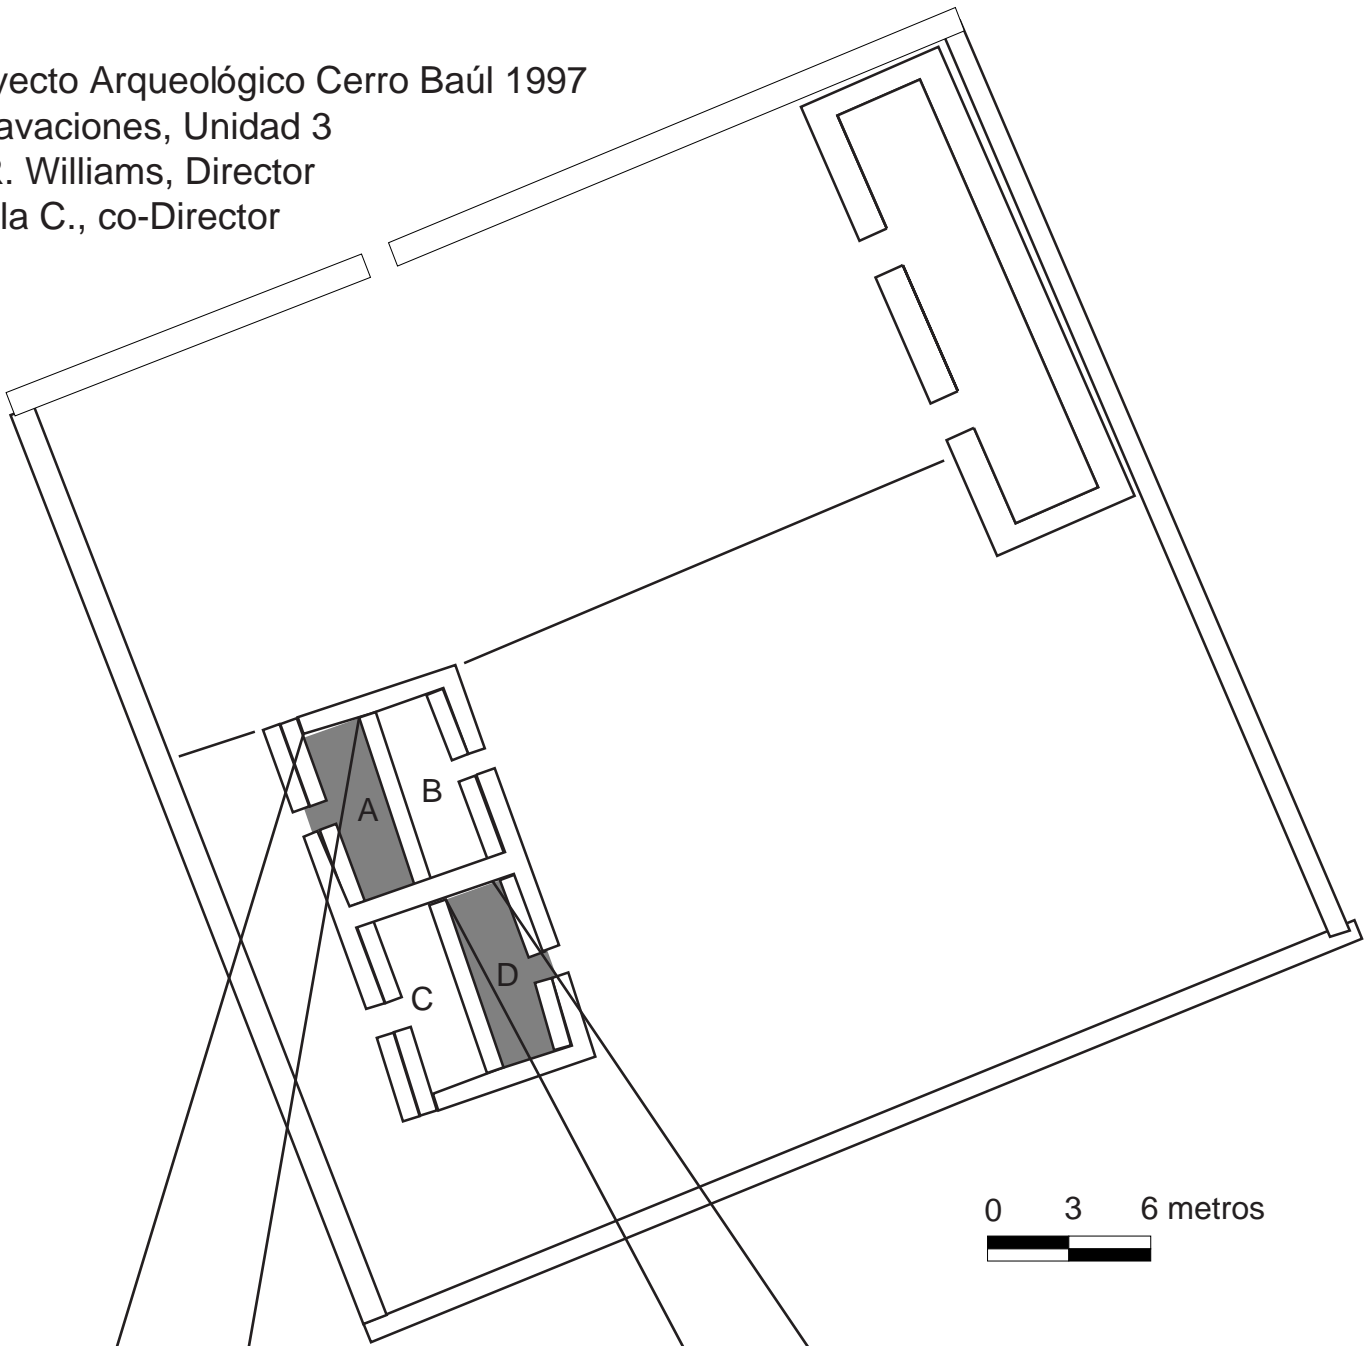 yecto Arqueológico Cerro Baúl 1997
avaciones, Unidad 3
R. Williams, Director
la C., co-Director
A
B
C
D
0 3 6 metros